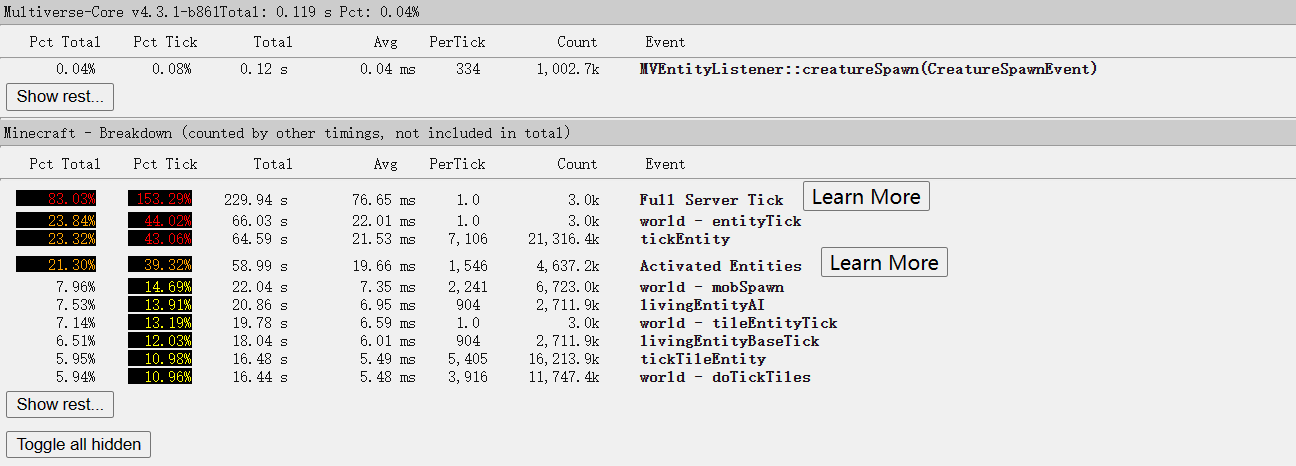 Multiverse-Core v4.3.1-b861Total: 0.119 s Pct: 0.04%
Pct Total Pct Tick Total Avg PerTick Count Event
0.04% 0.08% 0.12 s 0.04 ms 334 1,002.7k MVEntityListener::creatureSpawn(CreatureSpawnEvent)
Show rest...
Minecraft - Breakdown (counted by other timings, not included in total)
Pct Total Pct Tick Total Avg PerTick Count Event
83.03% 153.29% 229.94 s 76.65 ms 1.0 3.0k Full Server Tick Learn More
23.84% 44.02% 66.03 s 22.01 ms 1.0 3.0k world - entityTick
23.32% 43.06% 64.59 s 21.53 ms 7,106 21,316.4k tickEntity
21.30% 39.32% 58.99 s 19.66 ms 1,546 4,637.2k Activated Entities Learn More
7.96% 14.69% 22.04 s 7.35 ms 2,241 6,723.0k world - mobSpawn
7.53% 13.91% 20.86 s 6.95 ms 904 2,711.9k livingEntityAI
7.14% 13.19% 19.78 s 6.59 ms 1.0 3.0k world - tileEntityTick
6.51% 12.03% 18.04 s 6.01 ms 904 2,711.9k livingEntityBaseTick
5.95% 10.98% 16.48 s 5.49 ms 5,405 16,213.9k tickTileEntity
5.94% 10.96% 16.44 s 5.48 ms 3,916 11,747.4k world - doTickTiles
Show rest...
Toggle all hidden